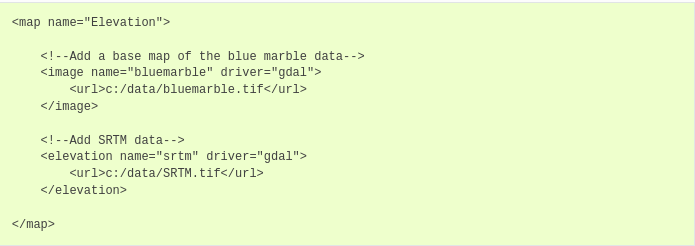 <map name="Elevation">

    <!--Add a base map of the blue marble data-->
    <image name="bluemarble" driver="gdal">
        <url>c:/data/bluemarble.tif</url>
    </image>

    <!--Add SRTM data-->
    <elevation name="srtm" driver="gdal">
        <url>c:/data/SRTM.tif</url>
    </elevation>

</map>